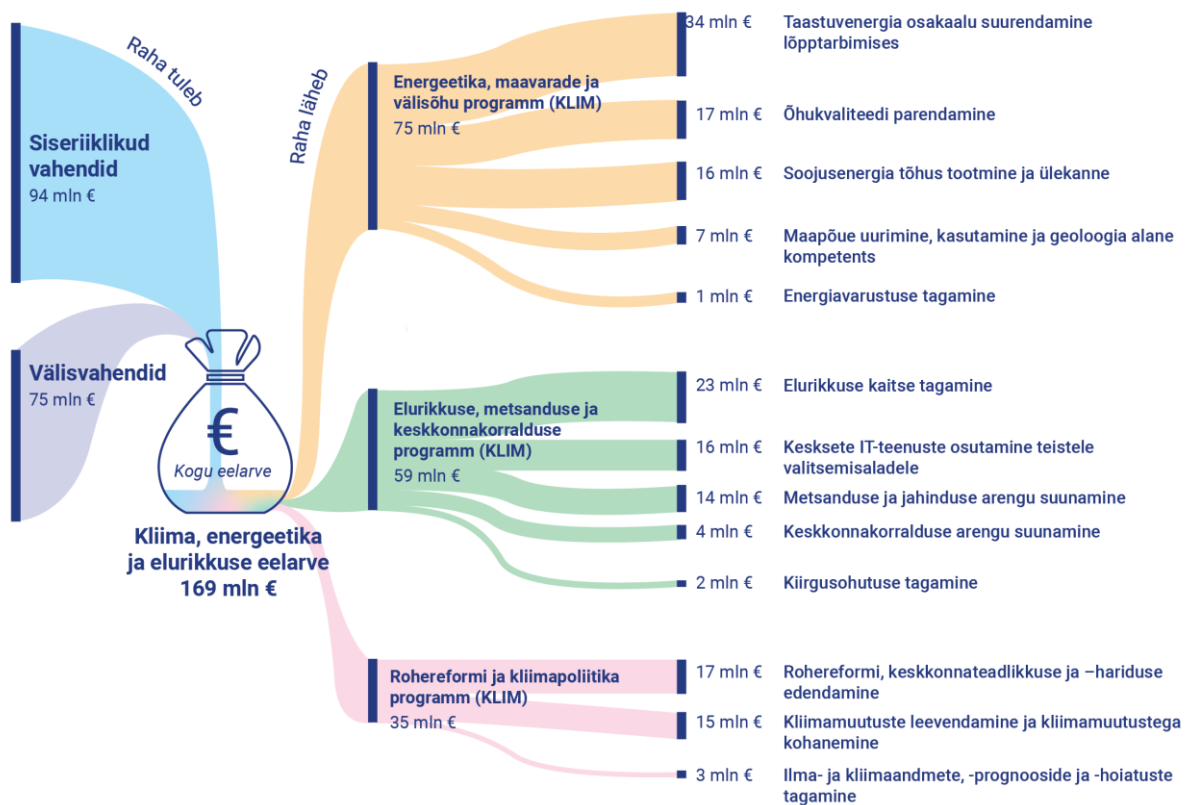 Raha tuleb
Siseriiklikud
vahendid
94 mln €
Välisvahendid
75 mln €
€
Kogu eelarve
Kliima, energeetika
ja elurikkuse eelarve
169 mln €
Raha läheb
Energeetika, maavarade ja
välisõhu programm (KLIM)
75 mln €
34 mln € Taastuvenergia osakaalu suurendamine
lõpptarbimises
17 mln € Õhukvaliteedi parendamine
16 mln € Soojusenergia tõhus tootmine ja ülekanne
7 mln € Maapõue uurimine, kasutamine ja geoloogia alane
kompetents
1 mln € Energiavarustuse tagamine
Elurikkuse, metsanduse ja
keskkonnakorralduse
programm (KLIM)
59 mln €
23 mln € Elurikkuse kaitse tagamine
16 mln € Kesksete IT-teenuste osutamine teistele
valitsemisaladele
14 mln € Metsanduse ja jahinduse arengu suunamine
4 mln € Keskkonnakorralduse arengu suunamine
2 mln € Kiirgusohutuse tagamine
Rohereformi ja kliimapoliitika
programm (KLIM)
35 mln €
17 mln € Rohereformi, keskkonnateadlikkuse ja –hariduse
edendamine
15 mln € Kliimamuutuste leevendamine ja kliimamuutustega
kohanemine
3 mln € Ilma- ja kliimaandmete, -prognooside ja -hoiatuste
tagamine